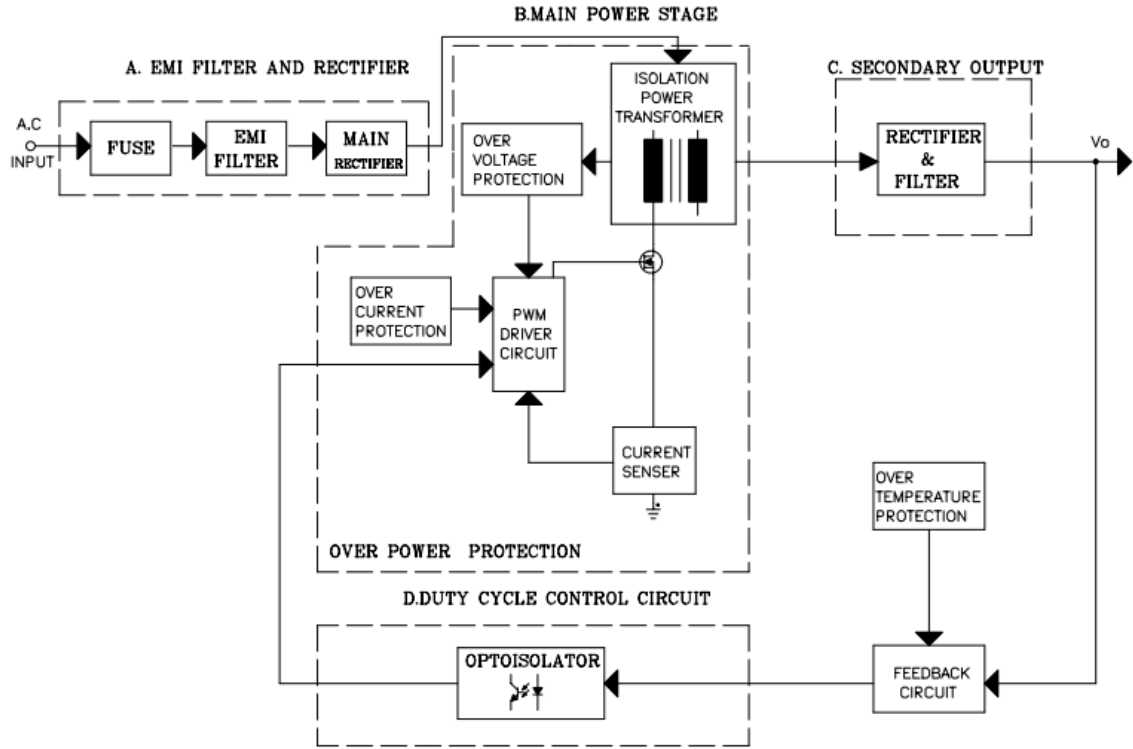 B.MAIN POWER STAGE
A. EMI FILTER AND RECTIFIER
C. SECONDARY OUTPUT
A.C
INPUT
FUSE
EMI
FILTER
MAIN
RECTIFIER
OVER
VOLTAGE
PROTECTION
ISOLATION
POWER
TRANSFORMER
RECTIFIER
&
FILTER
Vo
OVER
CURRENT
PROTECTION
PWM
DRIVER
CIRCUIT
CURRENT
SENSER
OVER
TEMPERATURE
PROTECTION
OVER POWER PROTECTION
D.DUTY CYCLE CONTROL CIRCUIT
OPTOISOLATOR
FEEDBACK
CIRCUIT